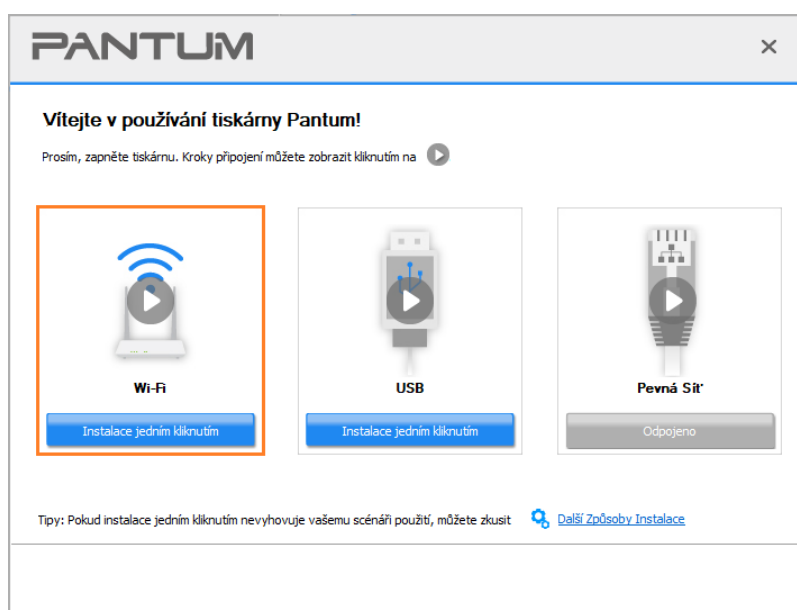 PANTUM
Vítejte v používání tiskárny Pantum!
Prosím, zapněte tiskárnu. Kroky připojení můžete zobrazit kliknutím na
Wi-Fi
USB
Pevná Síť
Instalace jedním kliknutím
Instalace jedním kliknutím
Odpojeno
Tipy: Pokud instalace jedním kliknutím nevyhovuje vašemu scénáři použití, můžete zkusit
Další Způsoby Instalace